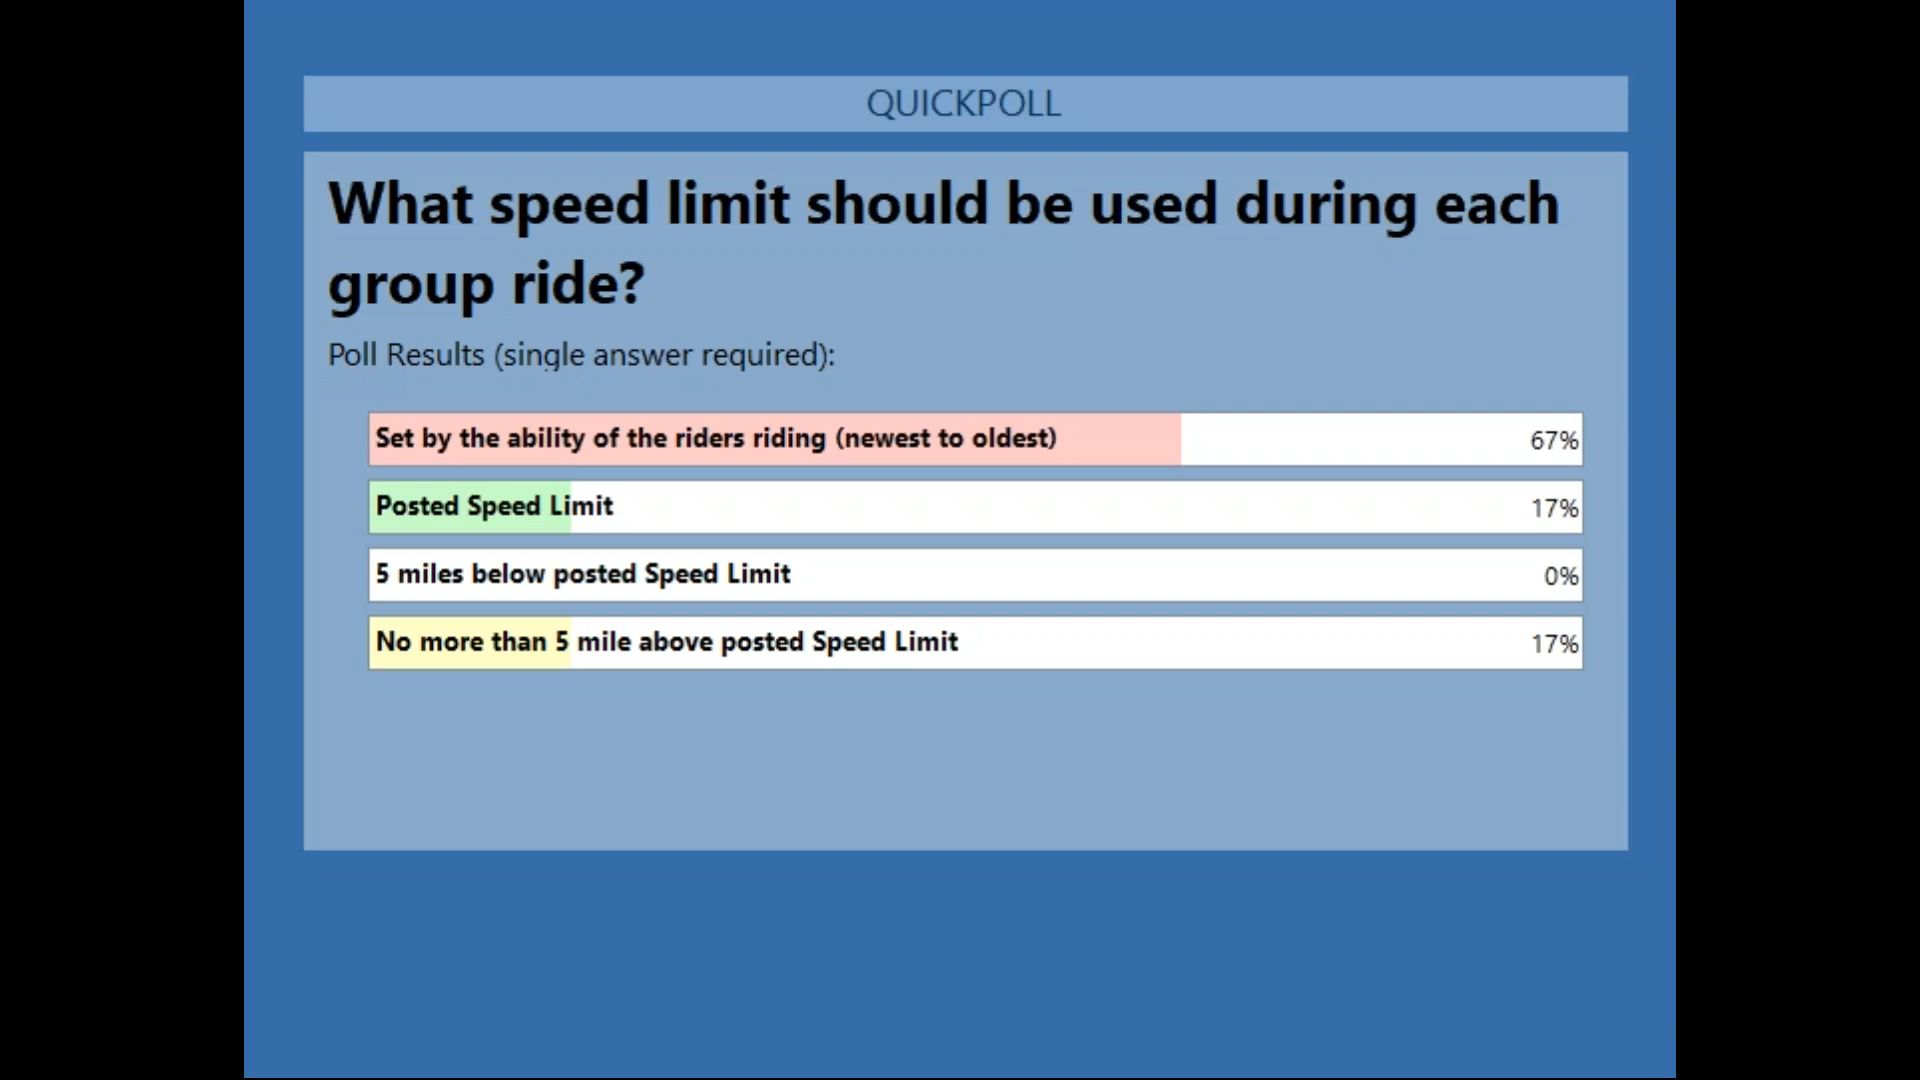 QUICKPOLL
What speed limit should be used during each
group ride?
Poll Results (single answer required):
Set by the ability of the riders riding (newest to oldest) 67%
Posted Speed Limit 17%
5 miles below posted Speed Limit 0%
No more than 5 mile above posted Speed Limit 17%